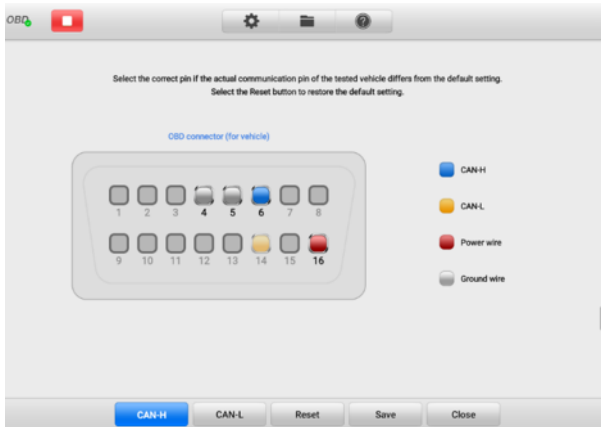 OBD
Select the correct pin if the actual communication pin of the tested vehicle differs from the default setting.
Select the Reset button to restore the default setting.
OBD connector (for vehicle)
1 2 3 4 5 6 7 8
9 10 11 12 13 14 15 16
CAN-H
CAN-L
Power wire
Ground wire
CAN-H CAN-L Reset Save Close